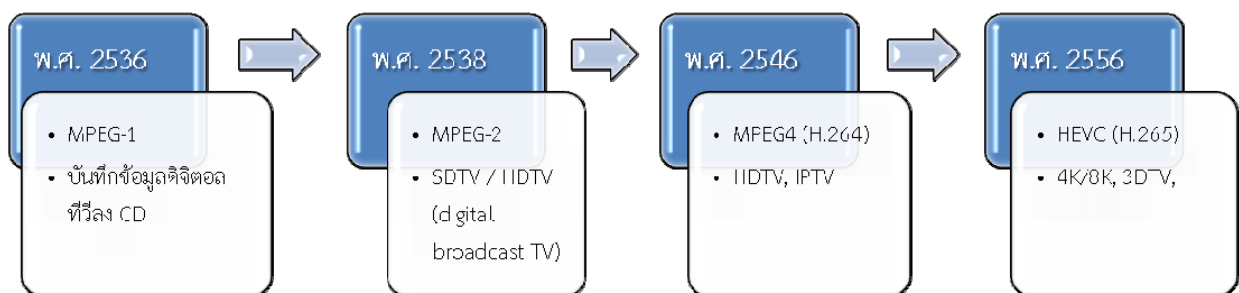 พ.ศ. 2536
• MPEG-1
• บันทึกข้อมูลดิจิตอล
ทีวีลง CD
พ.ศ. 2538
• MPEG-2
• SDTV / HDTV
(digital
broadcast TV)
พ.ศ. 2546
• MPEG4 (H.264)
• HDTV, IPTV
พ.ศ. 2556
• HEVC (H.265)
• 4K/8K, 3DTV,